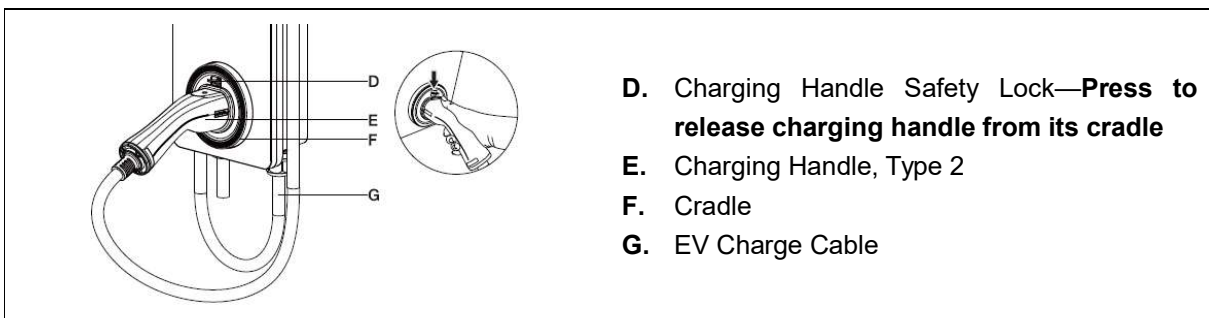 D
E
F
G
D. Charging Handle Safety Lock—Press to
release charging handle from its cradle
E. Charging Handle, Type 2
F. Cradle
G. EV Charge Cable